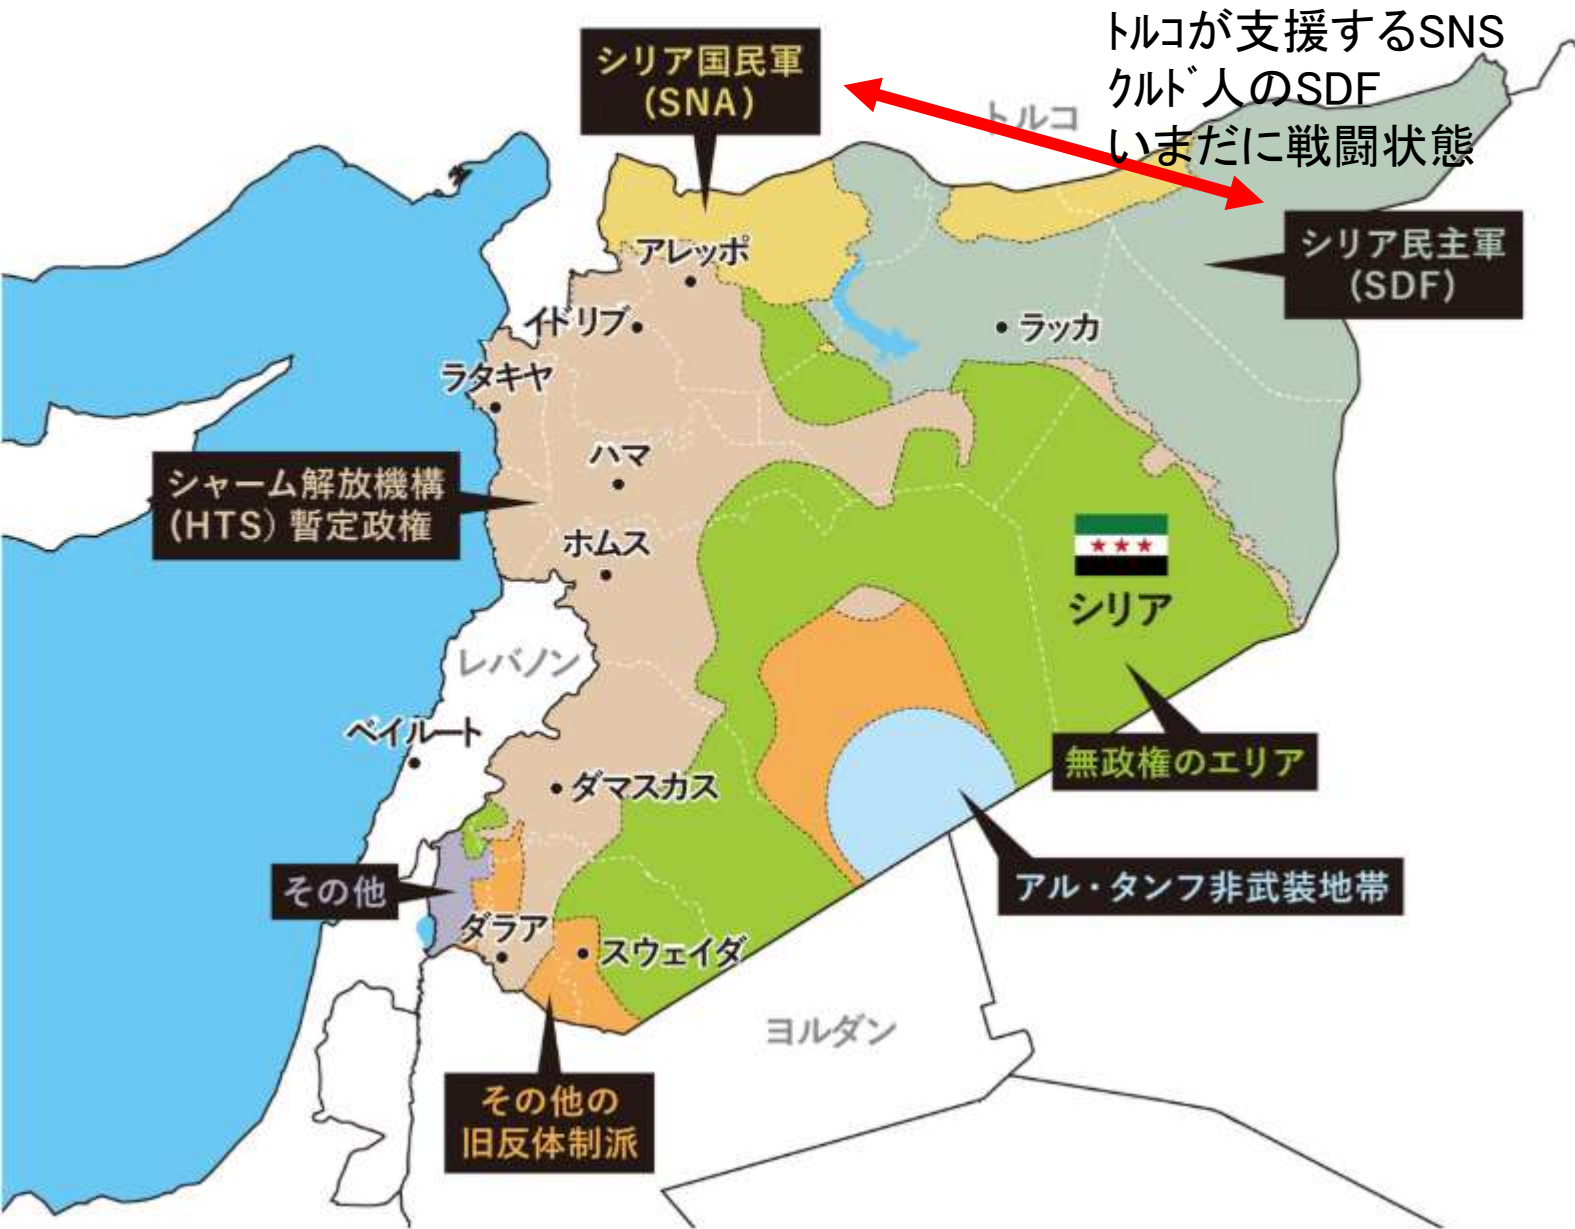 トルコが支援するSNS
クルド人のSDF
いまだに戦闘状態
シリア国民軍
(SNA)
トルコ
シリア民主軍
(SDF)
アレッポ
イドリブ
ラッカ
ラタキヤ
ハマ
シャーム解放機構
(HTS) 暫定政権
ホムス
シリア
レバノン
ベイルート
無政権のエリア
ダマスカス
アル・タンフ非武装地帯
その他
ダラア
スウェイダ
ヨルダン
その他の
旧反体制派